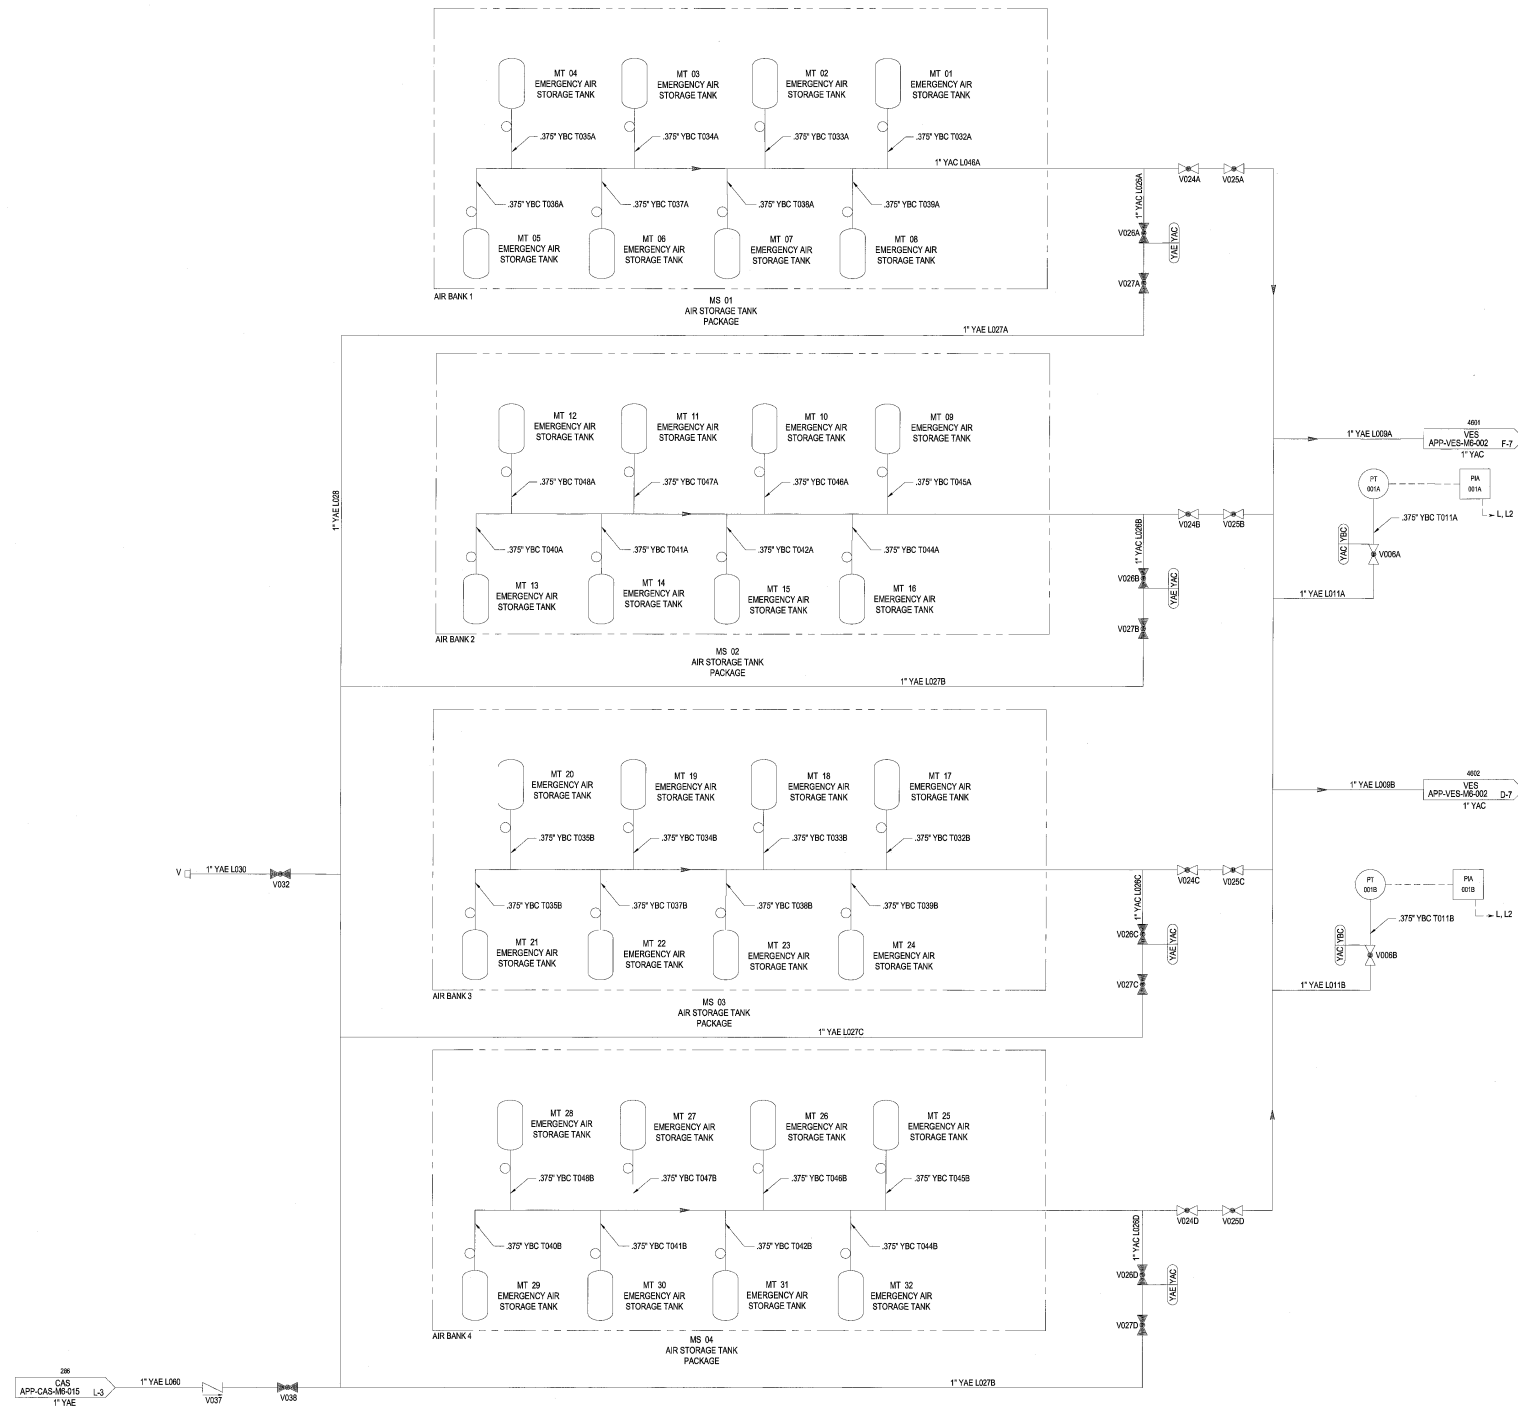 MT 04
EMERGENCY AIR
STORAGE TANK
MT 03
EMERGENCY AIR
STORAGE TANK
MT 02
EMERGENCY AIR
STORAGE TANK
MT 01
EMERGENCY AIR
STORAGE TANK
.375" YBC T035A
.375" YBC T034A
.375" YBC T033A
.375" YBC T032A
1" YAC L046A
.375" YBC T036A
.375" YBC T037A
.375" YBC T038A
.375" YBC T039A
MT 05
EMERGENCY AIR
STORAGE TANK
MT 06
EMERGENCY AIR
STORAGE TANK
MT 07
EMERGENCY AIR
STORAGE TANK
MT 08
EMERGENCY AIR
STORAGE TANK
AIR BANK 1
MS 01
AIR STORAGE TANK
PACKAGE
V024A
V025A
1" YAC L026A
V026A
YAE YAC
V027A
1" YAE L027A
1" YAE L028
MT 12
EMERGENCY AIR
STORAGE TANK
MT 11
EMERGENCY AIR
STORAGE TANK
MT 10
EMERGENCY AIR
STORAGE TANK
MT 09
EMERGENCY AIR
STORAGE TANK
.375" YBC T048A
.375" YBC T047A
.375" YBC T046A
.375" YBC T045A
.375" YBC T040A
.375" YBC T041A
.375" YBC T042A
.375" YBC T044A
MT 13
EMERGENCY AIR
STORAGE TANK
MT 14
EMERGENCY AIR
STORAGE TANK
MT 15
EMERGENCY AIR
STORAGE TANK
MT 16
EMERGENCY AIR
STORAGE TANK
AIR BANK 2
MS 02
AIR STORAGE TANK
PACKAGE
V024B
V025B
1" YAC L026B
V026B
YAE YAC
V027B
1" YAE L027B
1" YAE L009A
4601
VES
APP-VES-M6-002 F-7
1" YAC
PT
001A
PIA
001A
L, L2
.375" YBC T011A
YAC YBC
V006A
1" YAE L011A
MT 20
EMERGENCY AIR
STORAGE TANK
MT 19
EMERGENCY AIR
STORAGE TANK
MT 18
EMERGENCY AIR
STORAGE TANK
MT 17
EMERGENCY AIR
STORAGE TANK
.375" YBC T035B
.375" YBC T034B
.375" YBC T033B
.375" YBC T032B
.375" YBC T035B
.375" YBC T037B
.375" YBC T038B
.375" YBC T039B
MT 21
EMERGENCY AIR
STORAGE TANK
MT 22
EMERGENCY AIR
STORAGE TANK
MT 23
EMERGENCY AIR
STORAGE TANK
MT 24
EMERGENCY AIR
STORAGE TANK
AIR BANK 3
MS 03
AIR STORAGE TANK
PACKAGE
V024C
V025C
1" YAC L026C
V026C
YAE YAC
V027C
1" YAE L027C
V
1" YAE L030
V032
1" YAE L009B
4602
VES
APP-VES-M6-002 D-7
1" YAC
PT
001B
PIA
001B
L, L2
.375" YBC T011B
YAC YBC
V006B
1" YAE L011B
MT 28
EMERGENCY AIR
STORAGE TANK
MT 27
EMERGENCY AIR
STORAGE TANK
MT 26
EMERGENCY AIR
STORAGE TANK
MT 25
EMERGENCY AIR
STORAGE TANK
.375" YBC T048B
.375" YBC T047B
.375" YBC T046B
.375" YBC T045B
.375" YBC T040B
.375" YBC T041B
.375" YBC T042B
.375" YBC T044B
MT 29
EMERGENCY AIR
STORAGE TANK
MT 30
EMERGENCY AIR
STORAGE TANK
MT 31
EMERGENCY AIR
STORAGE TANK
MT 32
EMERGENCY AIR
STORAGE TANK
AIR BANK 4
MS 04
AIR STORAGE TANK
PACKAGE
V024D
V025D
1" YAC L026D
V026D
YAE YAC
V027D
286
CAS
APP-CAS-M6-015 L-3
1" YAE
1" YAE L060
V037
V038
1" YAE L027B